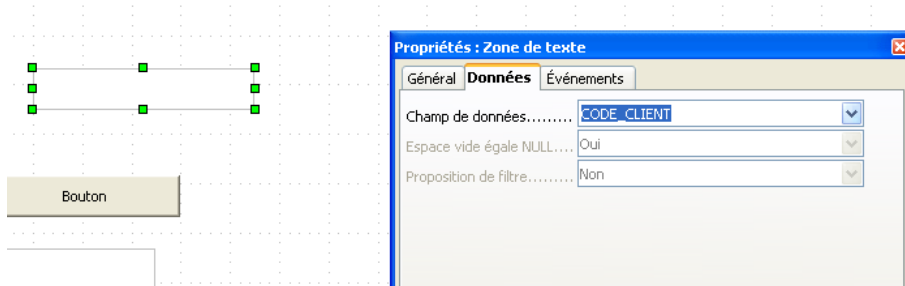 Propriétés : Zone de texte
Général Données Événements
Champ de données......... CODE_CLIENT
Espace vide égale NULL.... Oui
Proposition de filtre......... Non
Bouton